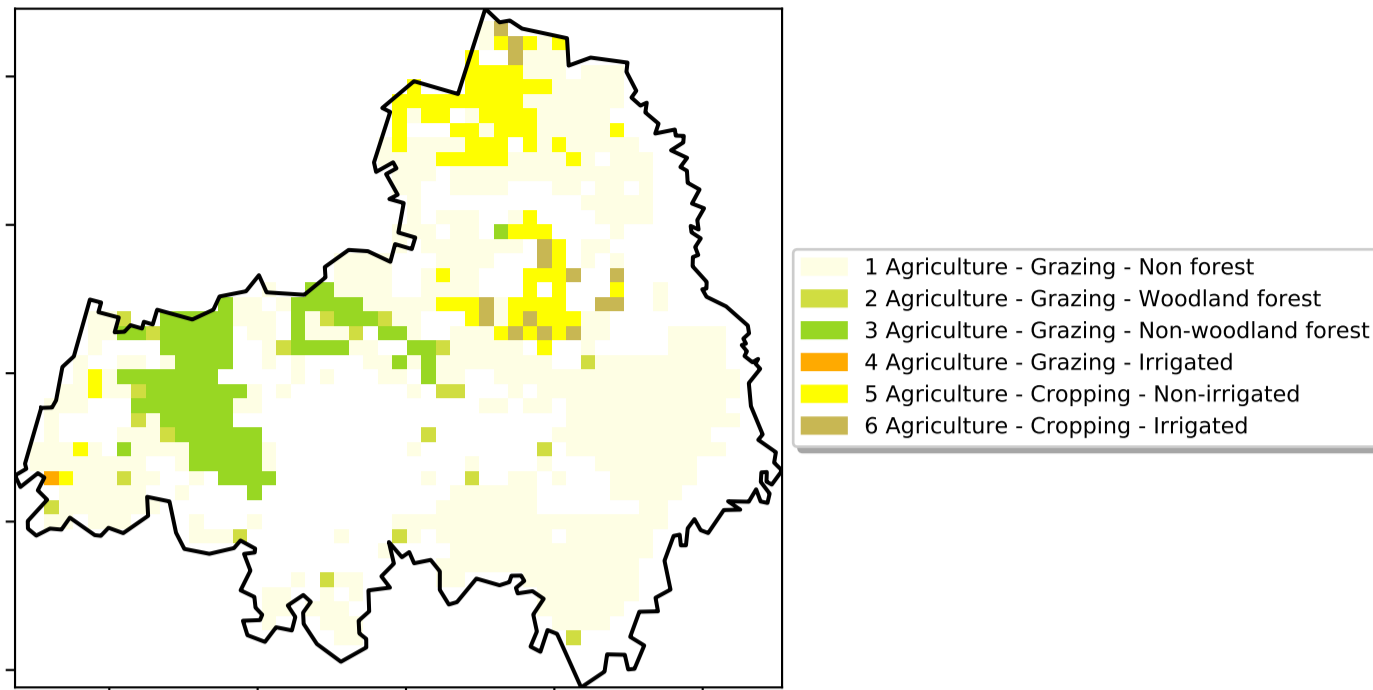 1 Agriculture - Grazing - Non forest
2 Agriculture - Grazing - Woodland forest
3 Agriculture - Grazing - Non-woodland forest
4 Agriculture - Grazing - Irrigated
5 Agriculture - Cropping - Non-irrigated
6 Agriculture - Cropping - Irrigated